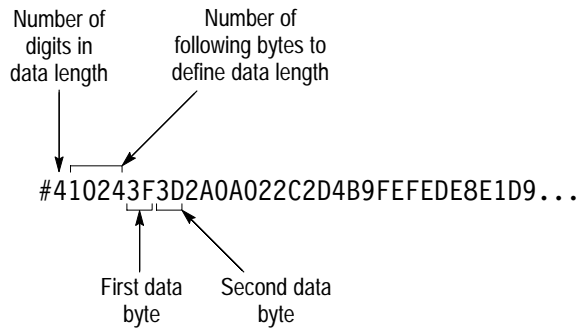 Number of
digits in
data length
Number of
following bytes to
define data length
#410243F3D2A0A022C2D4B9FEFEDE8E1D9...
First data
byte
Second data
byte